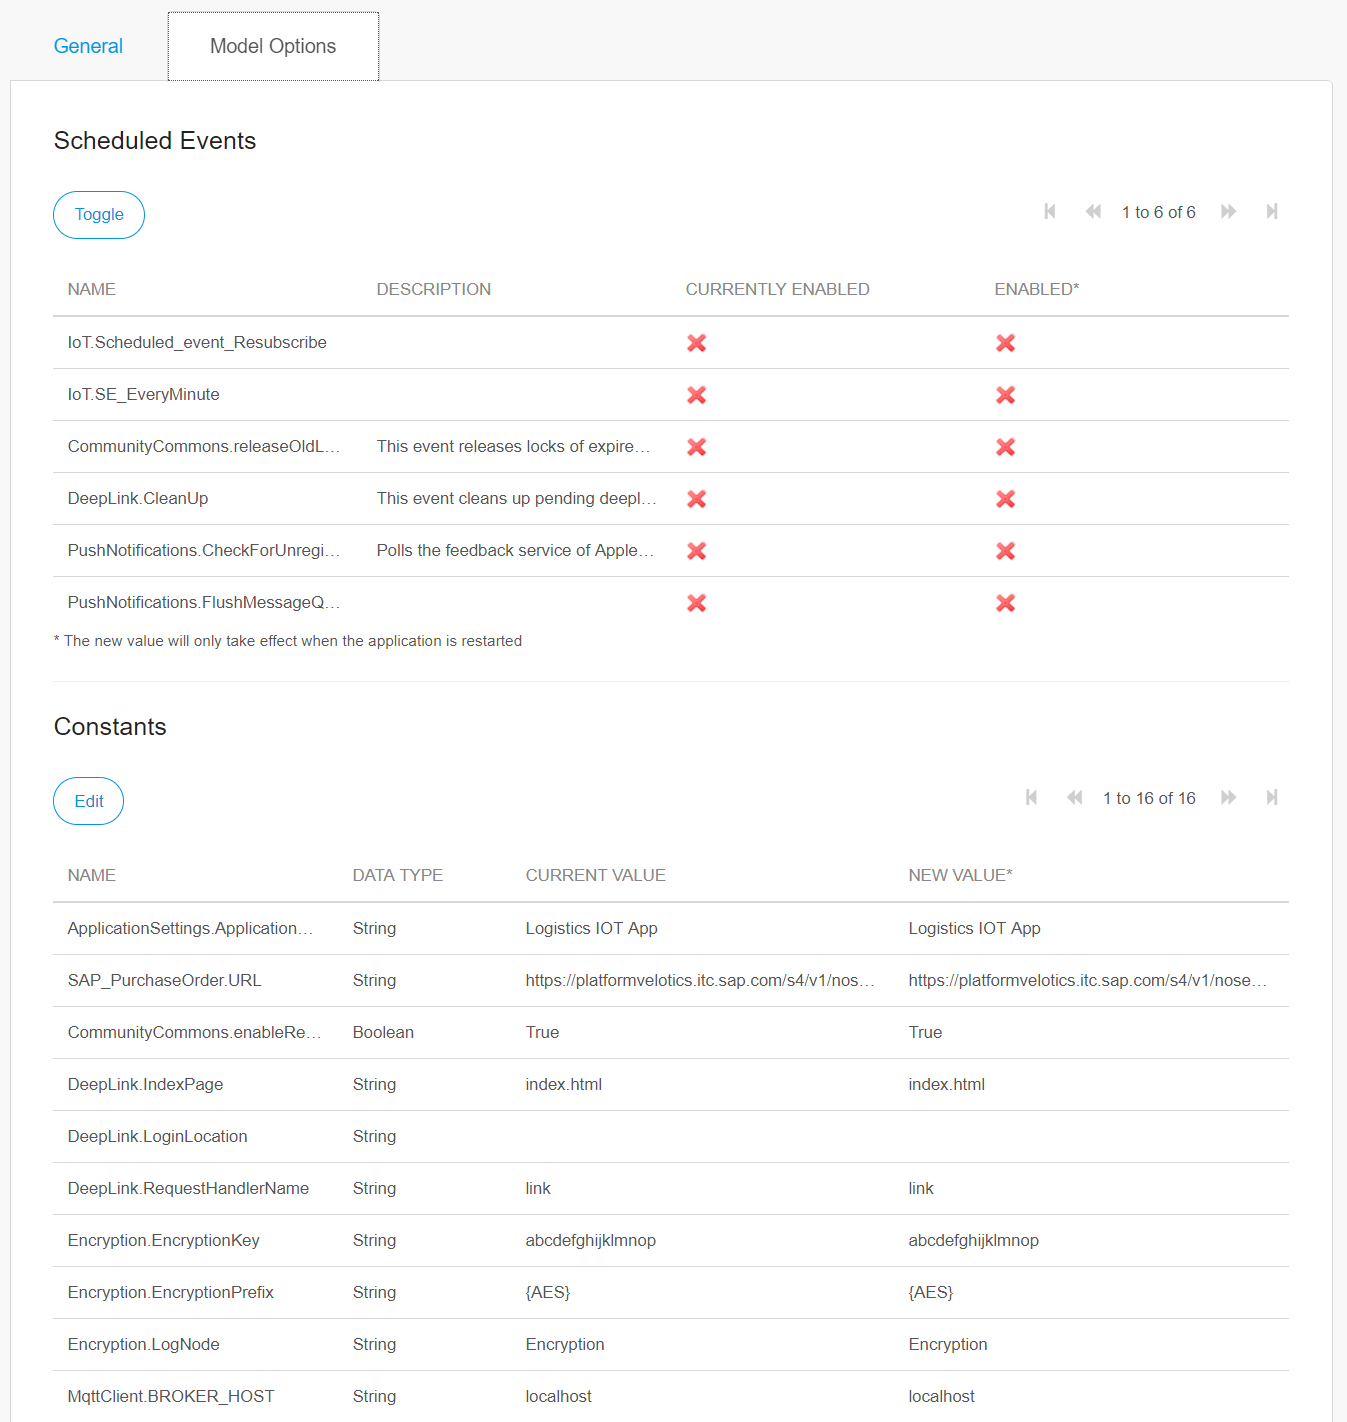 General Model Options
Scheduled Events
Toggle 1 to 6 of 6
NAME DESCRIPTION CURRENTLY ENABLED ENABLED*
IoT.Scheduled_event_Resubscribe
IoT.SE_EveryMinute
CommunityCommons.releaseOldL… This event releases locks of expire…
DeepLink.CleanUp This event cleans up pending deepl…
PushNotifications.CheckForUnregi… Polls the feedback service of Apple…
PushNotifications.FlushMessageQ…
* The new value will only take effect when the application is restarted
Constants
Edit 1 to 16 of 16
NAME DATA TYPE CURRENT VALUE NEW VALUE*
ApplicationSettings.Application… String Logistics IOT App Logistics IOT App
SAP_PurchaseOrder.URL String https://platformvelotics.itc.sap.com/s4/v1/nos… https://platformvelotics.itc.sap.com/s4/v1/nose…
CommunityCommons.enableRe… Boolean True True
DeepLink.IndexPage String index.html index.html
DeepLink.LoginLocation String
DeepLink.RequestHandlerName String link link
Encryption.EncryptionKey String abcdefghijklmnop abcdefghijklmnop
Encryption.EncryptionPrefix String {AES} {AES}
Encryption.LogNode String Encryption Encryption
MqttClient.BROKER_HOST String localhost localhost